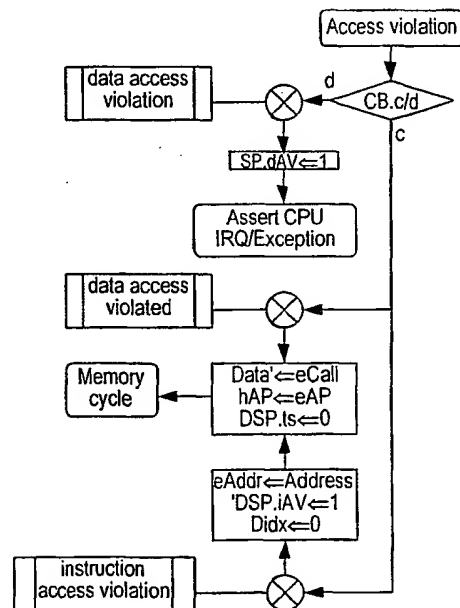 Access violation
data access
violation
d
CB.c/d
c
SP.dAV⇐1
Assert CPU
IRQ/Exception
data access
violated
Memory
cycle
Data'⇐eCall
hAP⇐eAP
DSP.ts⇐0
eAddr⇐Address
'DSP.iAV⇐1
Didx⇐0
instruction
access violation